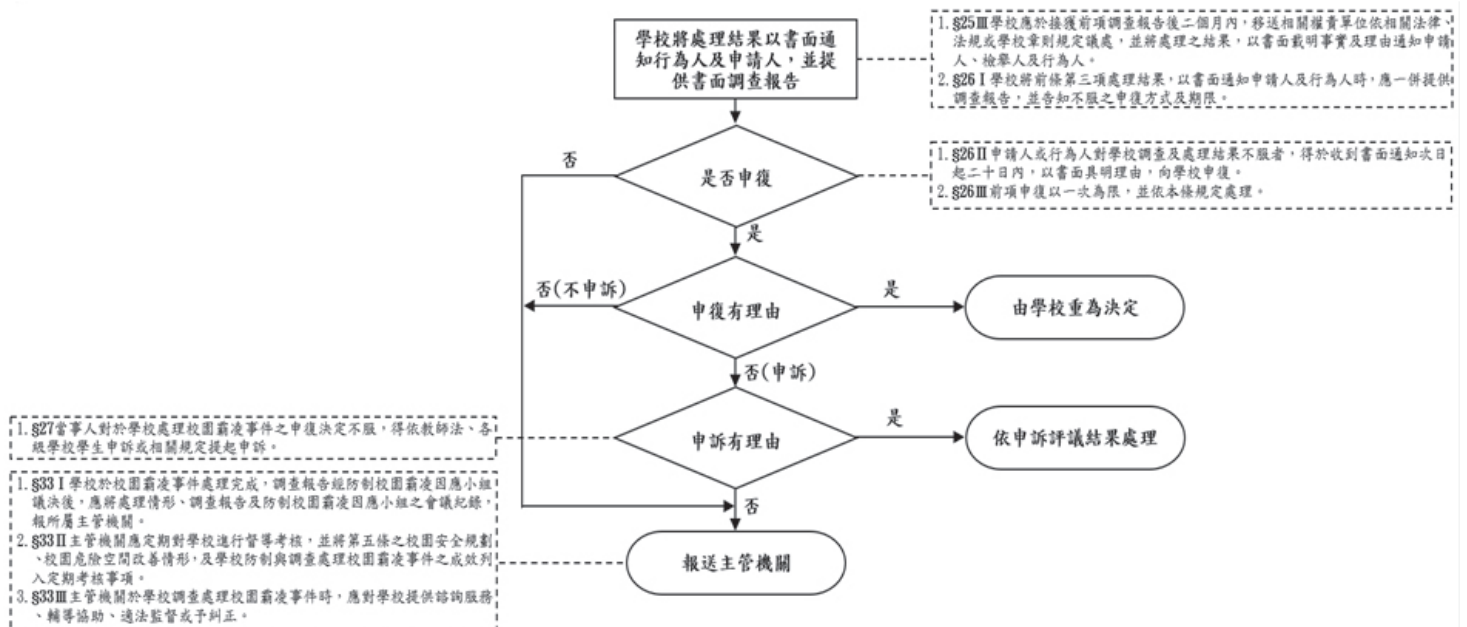 學校將處理結果以書面通
知行為人及申請人，並提
供書面調查報告
1. §25Ⅲ學校應於接獲前項調查報告後二個月內，移送相關權責單位依相關法律、
法規或學校章則規定議處，並將處理之結果，以書面載明事實及理由通知申請
人、檢舉人及行為人。
2. §26Ⅰ學校將前條第三項處理結果，以書面通知申請人及行為人時，應一併提供
調查報告，並告知不服之申復方式及期限。
否
是否申復
1. §26Ⅱ申請人或行為人對學校調查及處理結果不服者，得於收到書面通知次日
起二十日內，以書面具明理由，向學校申復。
2. §26Ⅲ前項申復以一次為限，並依本條規定處理。
是
否(不申訴)
申復有理由
是
由學校重為決定
否(申訴)
1. §27當事人對於學校處理校園霸凌事件之申復決定不服，得依教師法、各
級學校學生申訴或相關規定提起申訴。
申訴有理由
是
依申訴評議結果處理
1. §33Ⅰ學校於校園霸凌事件處理完成，調查報告經防制校園霸凌因應小組
議決後，應將處理情形、調查報告及防制校園霸凌因應小組之會議紀錄，
報所屬主管機關。
2. §33Ⅱ主管機關應定期對學校進行督導考核，並將第五條之校園安全規劃
、校園危險空間改善情形，及學校防制與調查處理校園霸凌事件之成效列
入定期考核事項。
3. §33Ⅲ主管機關於學校調查處理校園霸凌事件時，應對學校提供諮詢服務
、輔導協助、適法監督或予糾正。
否
報送主管機關